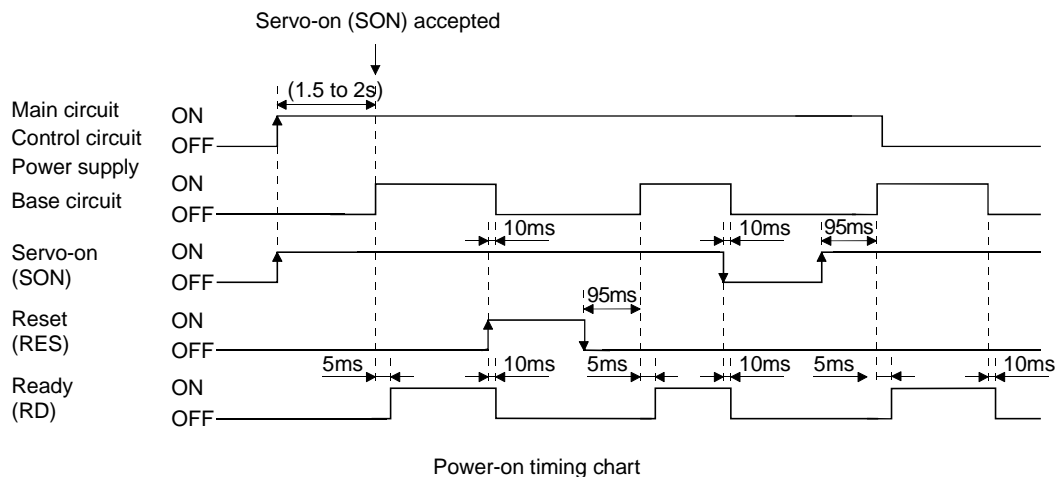 Servo-on (SON) accepted
(1.5 to 2s)
Main circuit
Control circuit
Power supply
ON
OFF
Base circuit
ON
OFF
10ms
10ms
95ms
Servo-on
(SON)
ON
OFF
95ms
Reset
(RES)
ON
OFF
5ms
10ms
5ms
10ms
5ms
10ms
Ready
(RD)
ON
OFF
Power-on timing chart